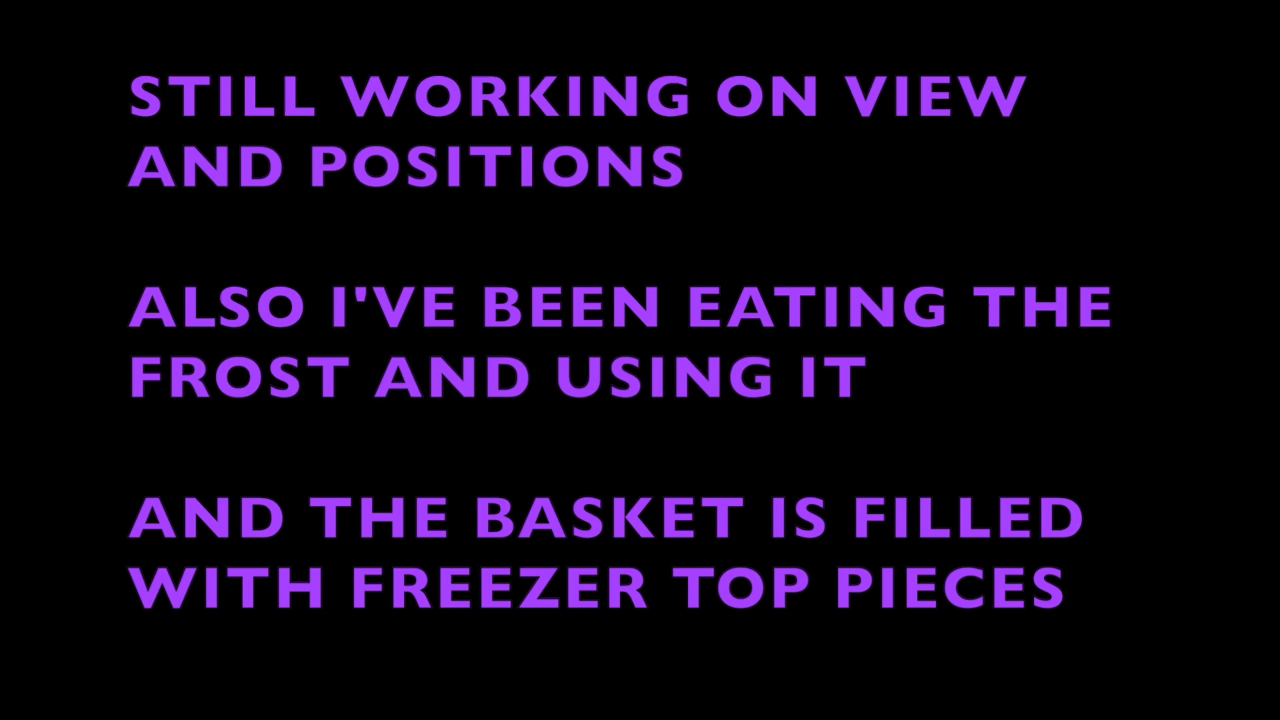 STILL WORKING ON VIEW
AND POSITIONS
ALSO I'VE BEEN EATING THE
FROST AND USING IT
AND THE BASKET IS FILLED
WITH FREEZER TOP PIECES